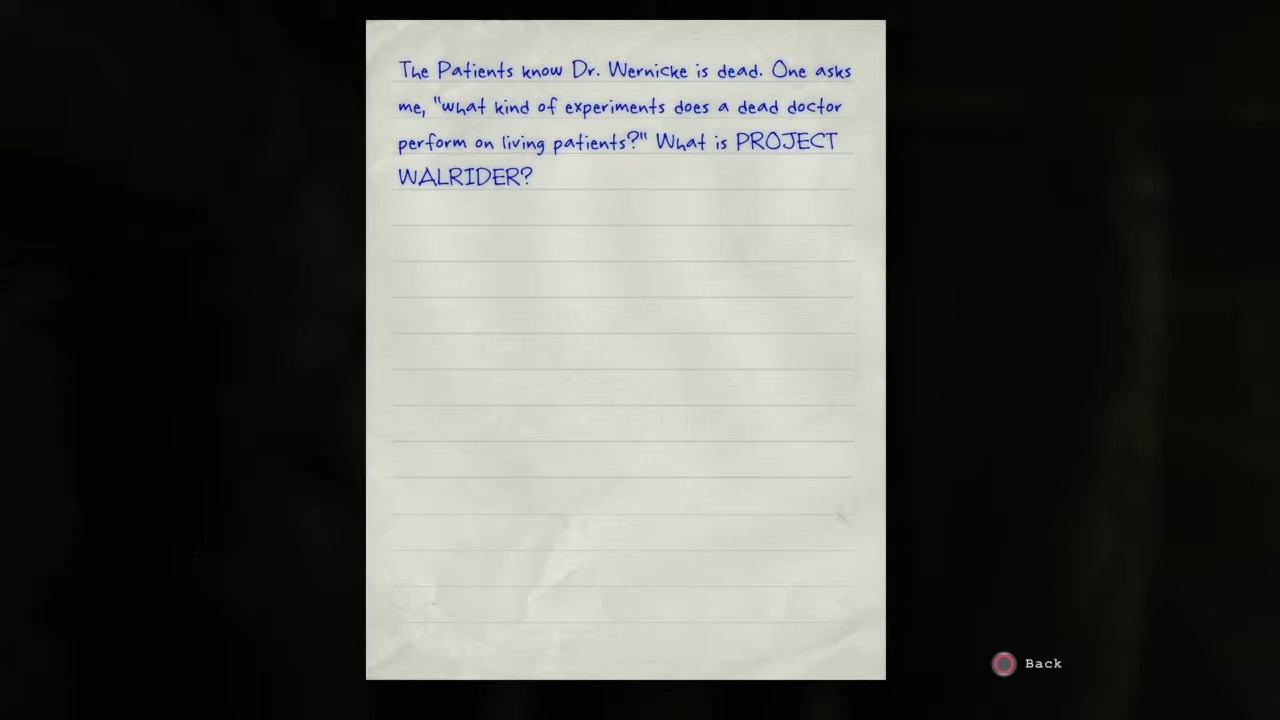 The Patients know Dr. Wernicke is dead. One asks
me, "what kind of experiments does a dead doctor
perform on living patients?" What is PROJECT
WALRIDER?
Back